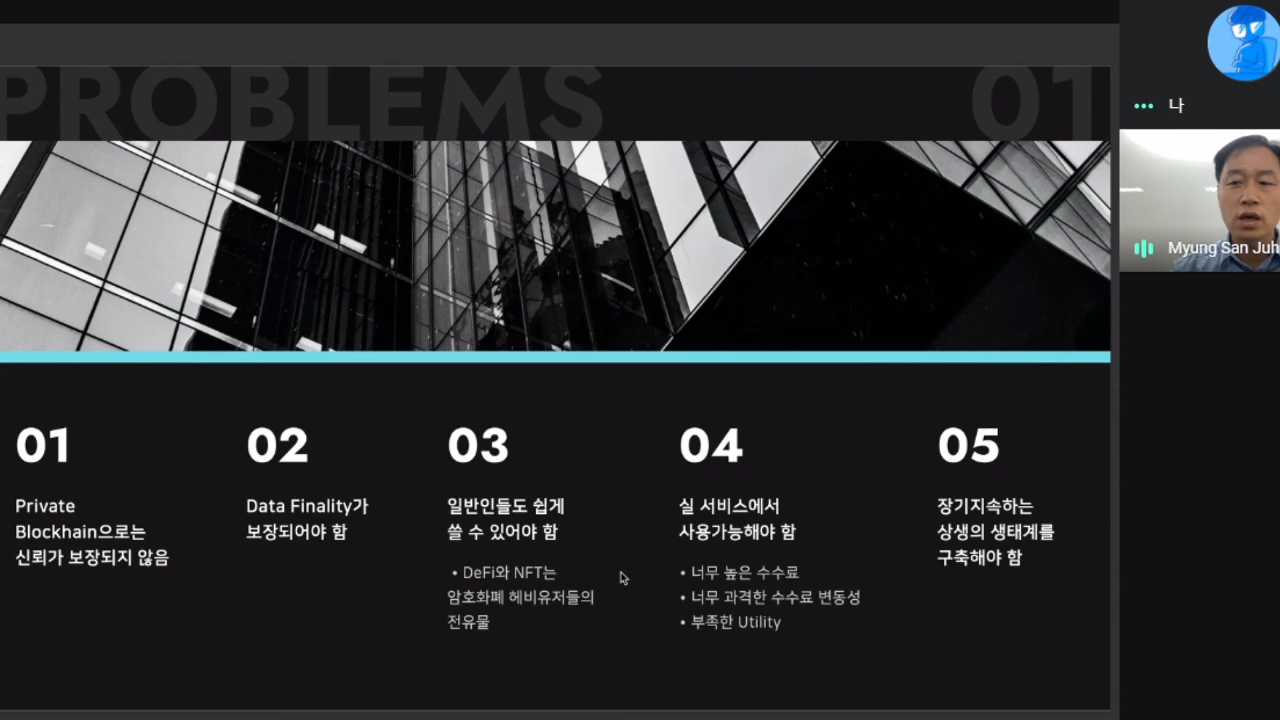 PROBLEMS
01
나
Myung San Juh
01
Private
Blockhain으로는
신뢰가 보장되지 않음
02
Data Finality가
보장되어야 함
03
일반인들도 쉽게
쓸 수 있어야 함
• DeFi와 NFT는
암호화폐 헤비유저들의
전유물
04
실 서비스에서
사용가능해야 함
• 너무 높은 수수료
• 너무 과격한 수수료 변동성
• 부족한 Utility
05
장기지속하는
상생의 생태계를
구축해야 함